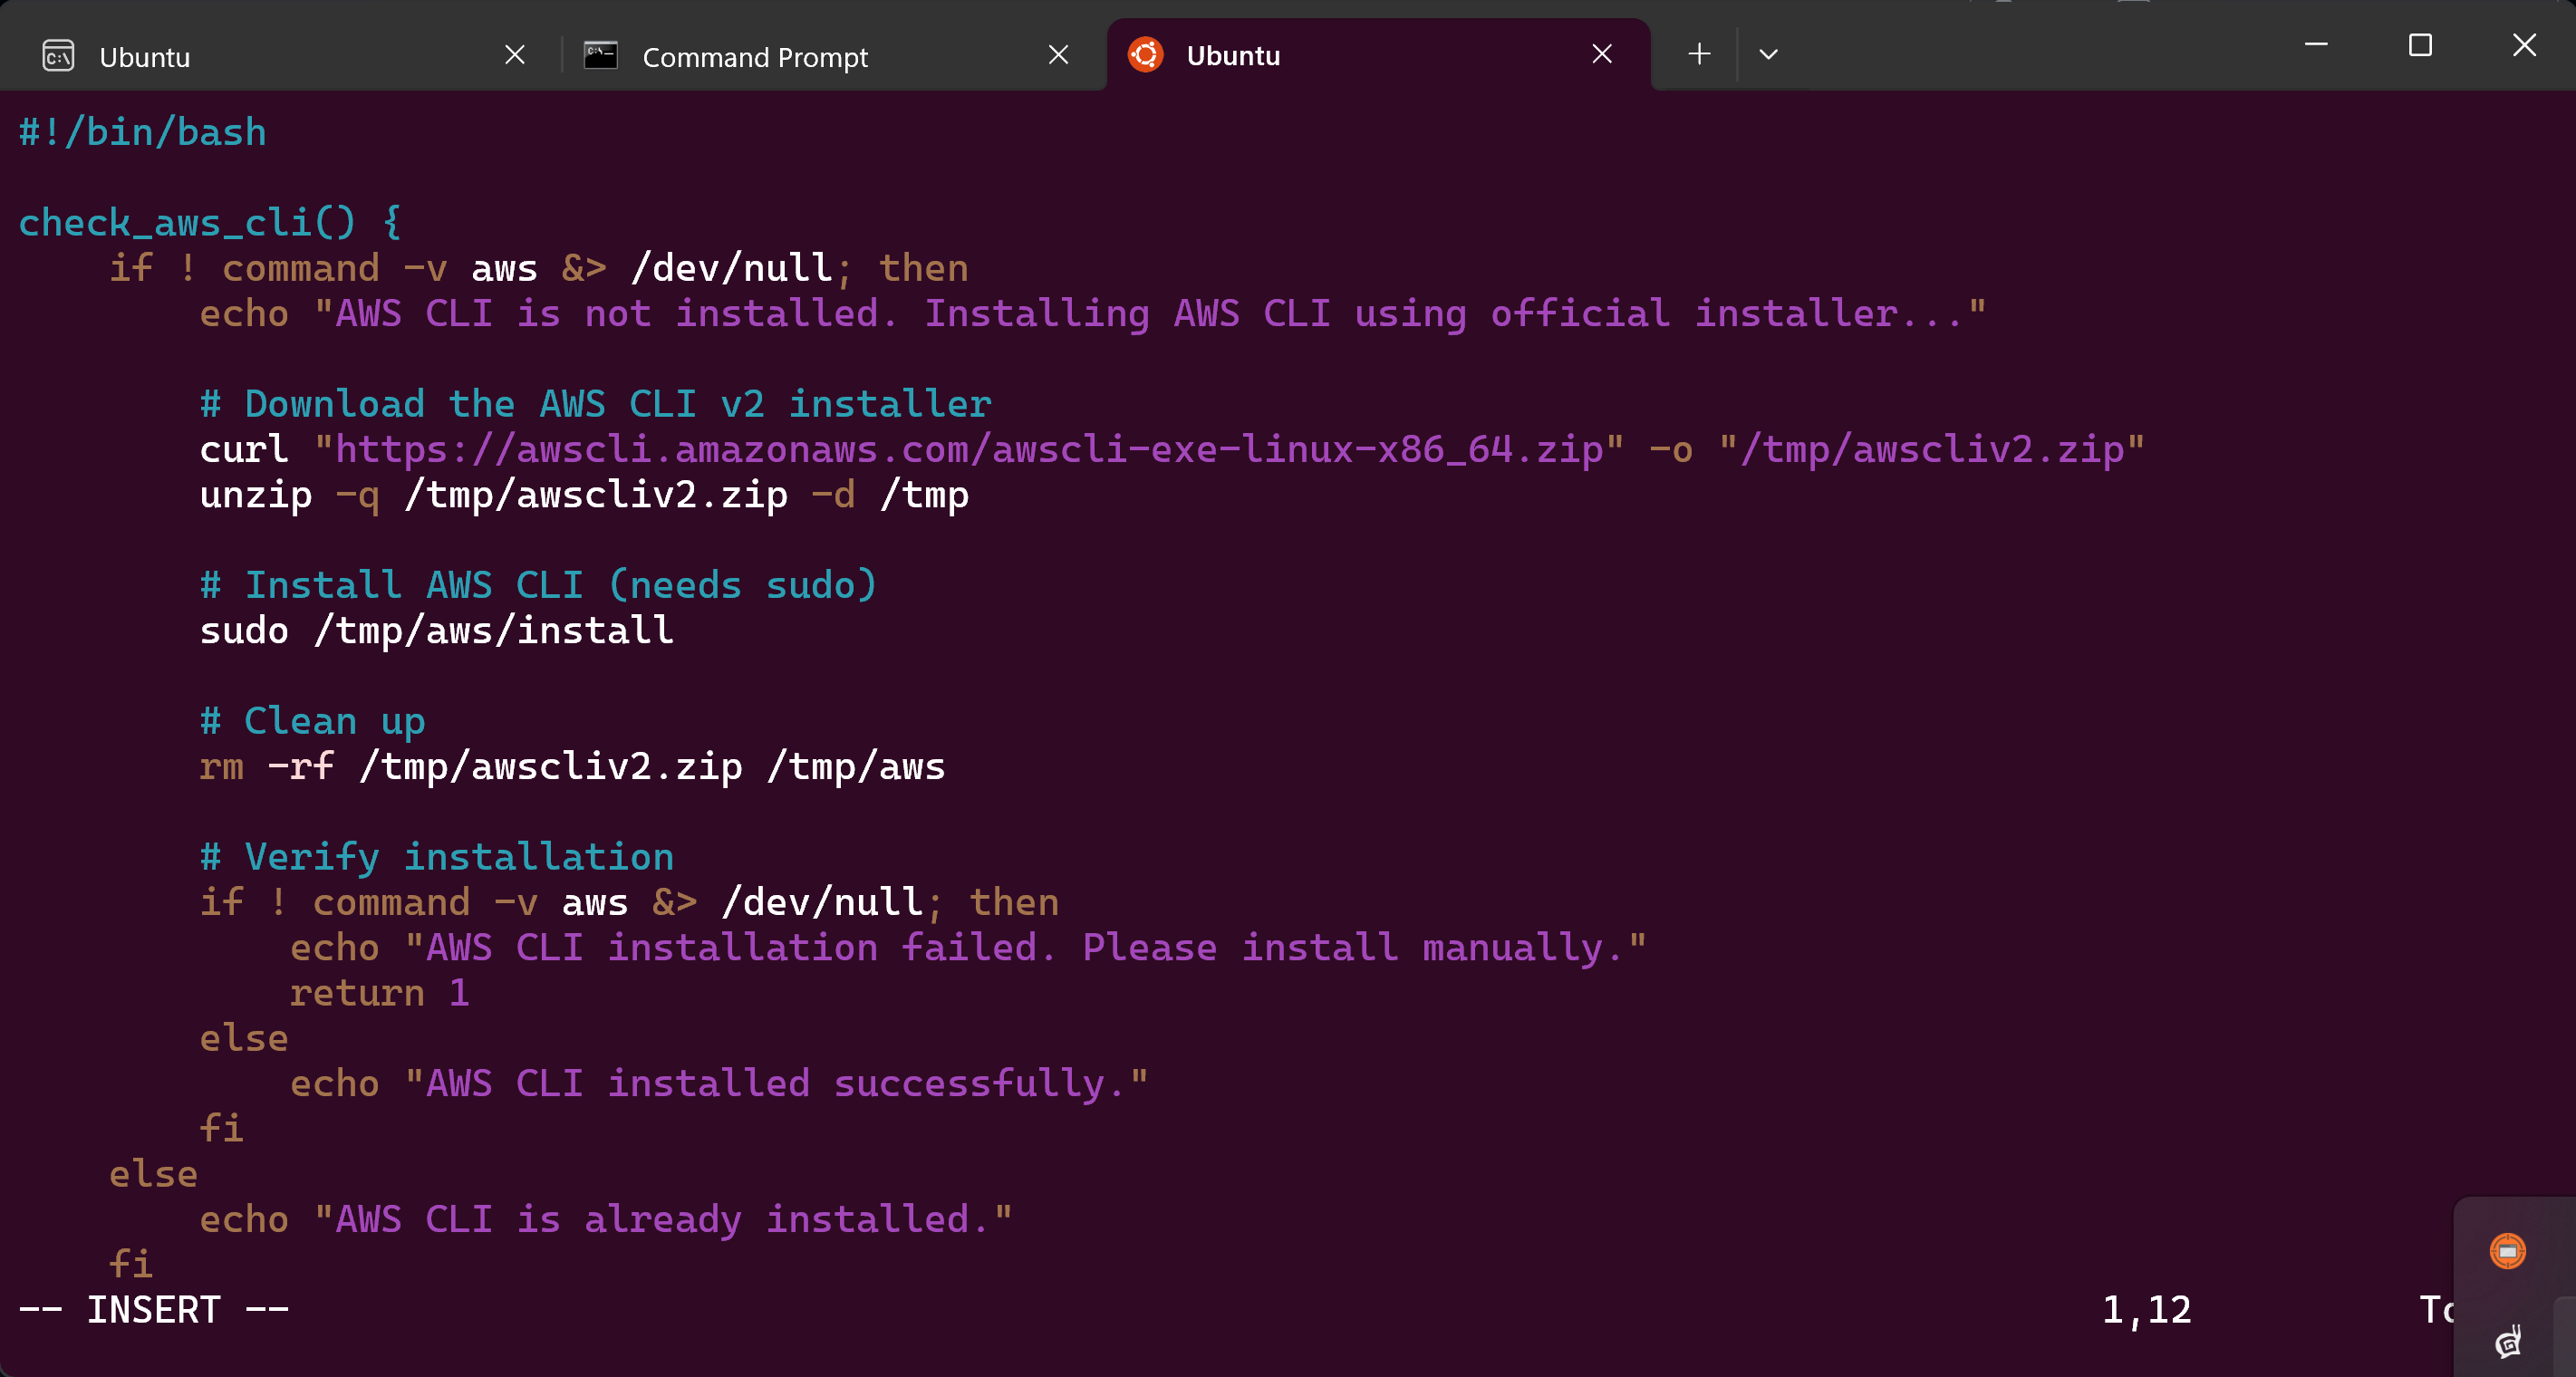 Ubuntu
Command Prompt
Ubuntu
#!/bin/bash
check_aws_cli() {
    if ! command -v aws &> /dev/null; then
        echo "AWS CLI is not installed. Installing AWS CLI using official installer..."
        # Download the AWS CLI v2 installer
        curl "https://awscli.amazonaws.com/awscli-exe-linux-x86_64.zip" -o "/tmp/awscliv2.zip"
        unzip -q /tmp/awscliv2.zip -d /tmp
        # Install AWS CLI (needs sudo)
        sudo /tmp/aws/install
        # Clean up
        rm -rf /tmp/awscliv2.zip /tmp/aws
        # Verify installation
        if ! command -v aws &> /dev/null; then
            echo "AWS CLI installation failed. Please install manually."
            return 1
        else
            echo "AWS CLI installed successfully."
        fi
    else
        echo "AWS CLI is already installed."
    fi
-- INSERT --
1,12